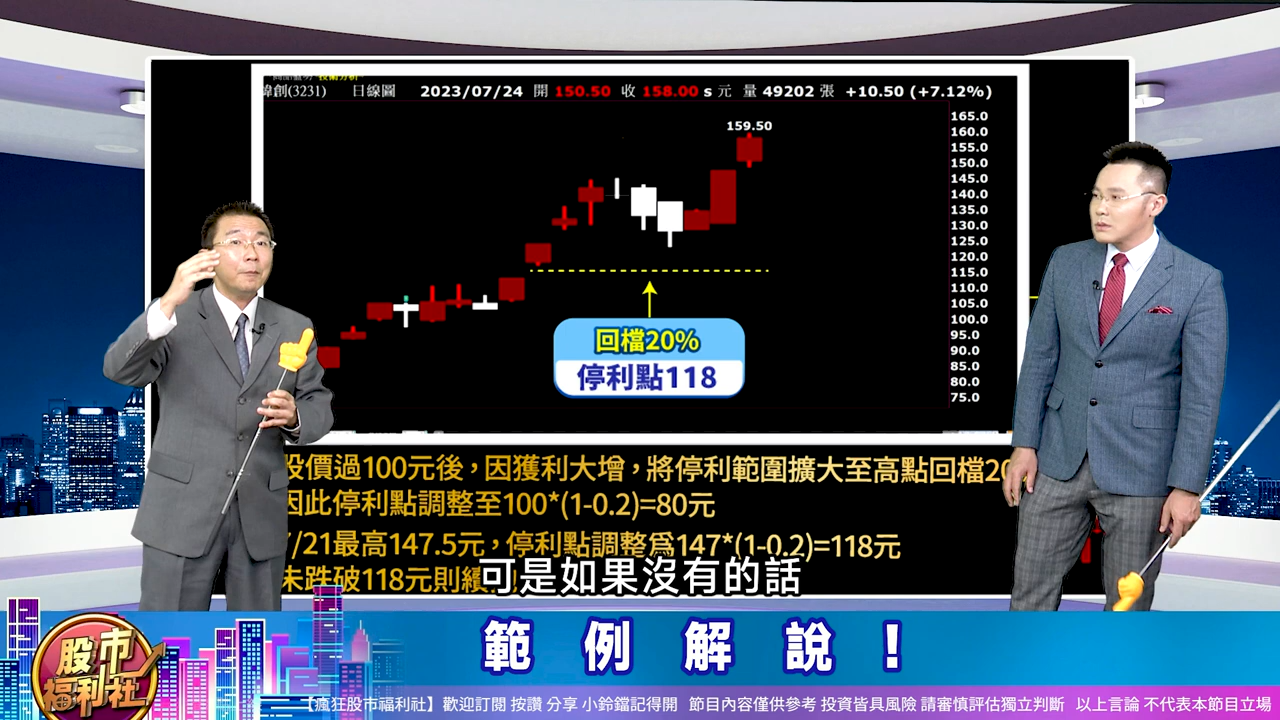 技術分析
緯創(3231) 日線圖 2023/07/24 開 150.50 收 158.00 s 元 量 49202 張 +10.50 (+7.12%)
159.50
165.0
160.0
155.0
150.0
145.0
140.0
135.0
130.0
125.0
120.0
115.0
110.0
105.0
100.0
95.0
90.0
85.0
80.0
75.0
回檔20%
停利點118
股價過100元後，因獲利大增，將停利範圍擴大至高點回檔20
因此停利點調整至100*(1-0.2)=80元
7/21最高147.5元，停利點調整為147*(1-0.2)=118元
未跌破118元則續
可是如果沒有的話
範例解說！
股市福利社
【瘋狂股市福利社】歡迎訂閱 按讚 分享 小鈴鐺記得開 節目內容僅供參考 投資皆具風險 請審慎評估獨立判斷 以上言論 不代表本節目立場